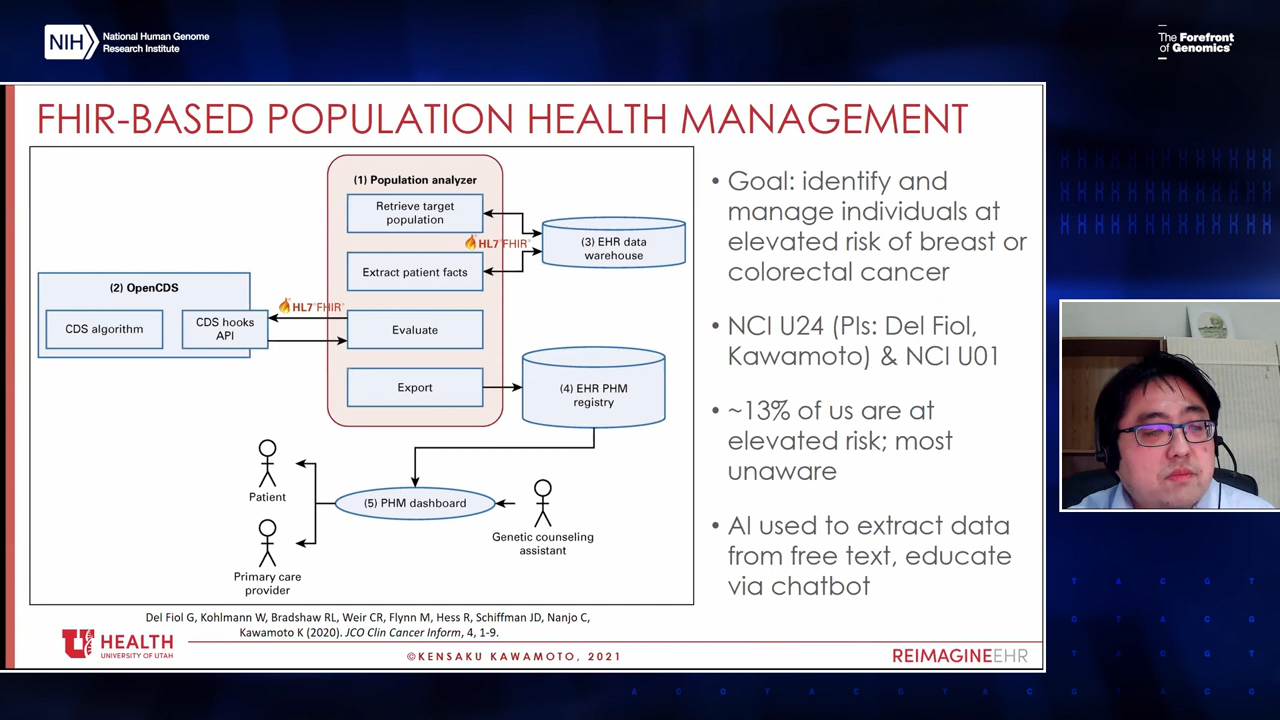 NIH
National Human Genome
Research Institute
The Forefront
of Genomics®
FHIR-BASED POPULATION HEALTH MANAGEMENT
(1) Population analyzer
Retrieve target
population
HL7® FHIR®
(3) EHR data
warehouse
Extract patient facts
(2) OpenCDS
CDS algorithm
CDS hooks
API
HL7® FHIR®
Evaluate
Export
(4) EHR PHM
registry
Patient
(5) PHM dashboard
Genetic counseling
assistant
Primary care
provider
• Goal: identify and
manage individuals at
elevated risk of breast or
colorectal cancer
• NCI U24 (PIs: Del Fiol,
Kawamoto) & NCI U01
• ~13% of us are at
elevated risk; most
unaware
• AI used to extract data
from free text, educate
via chatbot
Del Fiol G, Kohlmann W, Bradshaw RL, Weir CR, Flynn M, Hess R, Schiffman JD, Nanjo C,
Kawamoto K (2020). JCO Clin Cancer Inform, 4, 1-9.
U HEALTH
UNIVERSITY OF UTAH
©KENSAKU KAWAMOTO, 2021
REIMAGINEEHR
T A C G T
A C G T A C G T A C G T